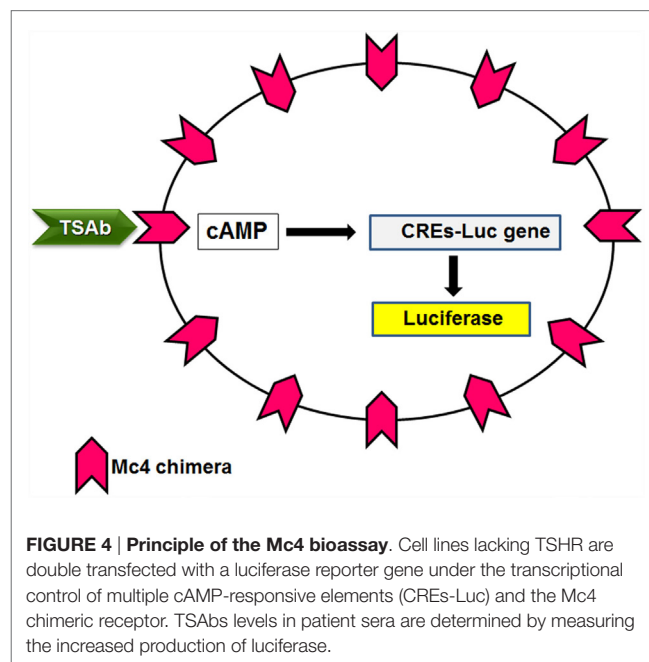 TSAb
cAMP
CREs-Luc gene
Luciferase
Mc4 chimera
FIGURE 4 | Principle of the Mc4 bioassay. Cell lines lacking TSHR are
double transfected with a luciferase reporter gene under the transcriptional
control of multiple cAMP-responsive elements (CREs-Luc) and the Mc4
chimeric receptor. TSAbs levels in patient sera are determined by measuring
the increased production of luciferase.